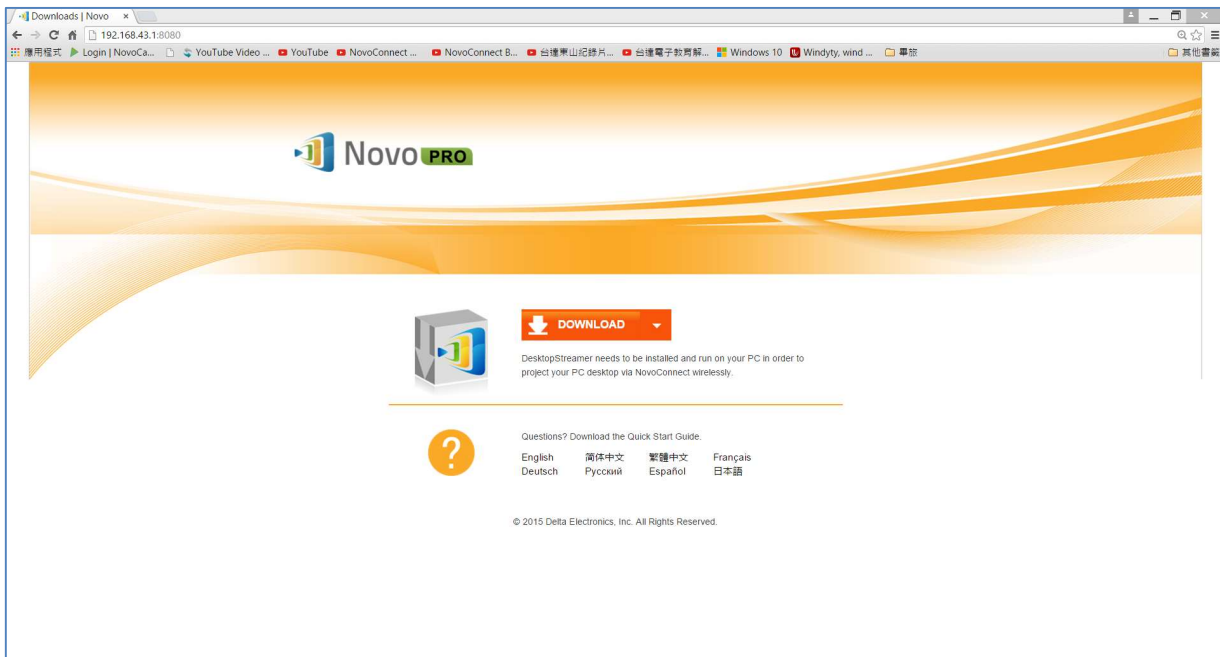 Downloads | Novo
192.168.43.1:8080
應用程式 Login | NovoCa... YouTube Video ... YouTube NovoConnect ... NovoConnect B... 台達東山紀錄片... 台達電子教育解... Windows 10 Windyty, wind ... 畢旅 其他書籤
Novo PRO
DOWNLOAD
DesktopStreamer needs to be installed and run on your PC in order to
project your PC desktop via NovoConnect wirelessly.
?
Questions? Download the Quick Start Guide.
English 简体中文 繁體中文 Français
Deutsch Русский Español 日本語
© 2015 Delta Electronics, Inc. All Rights Reserved.